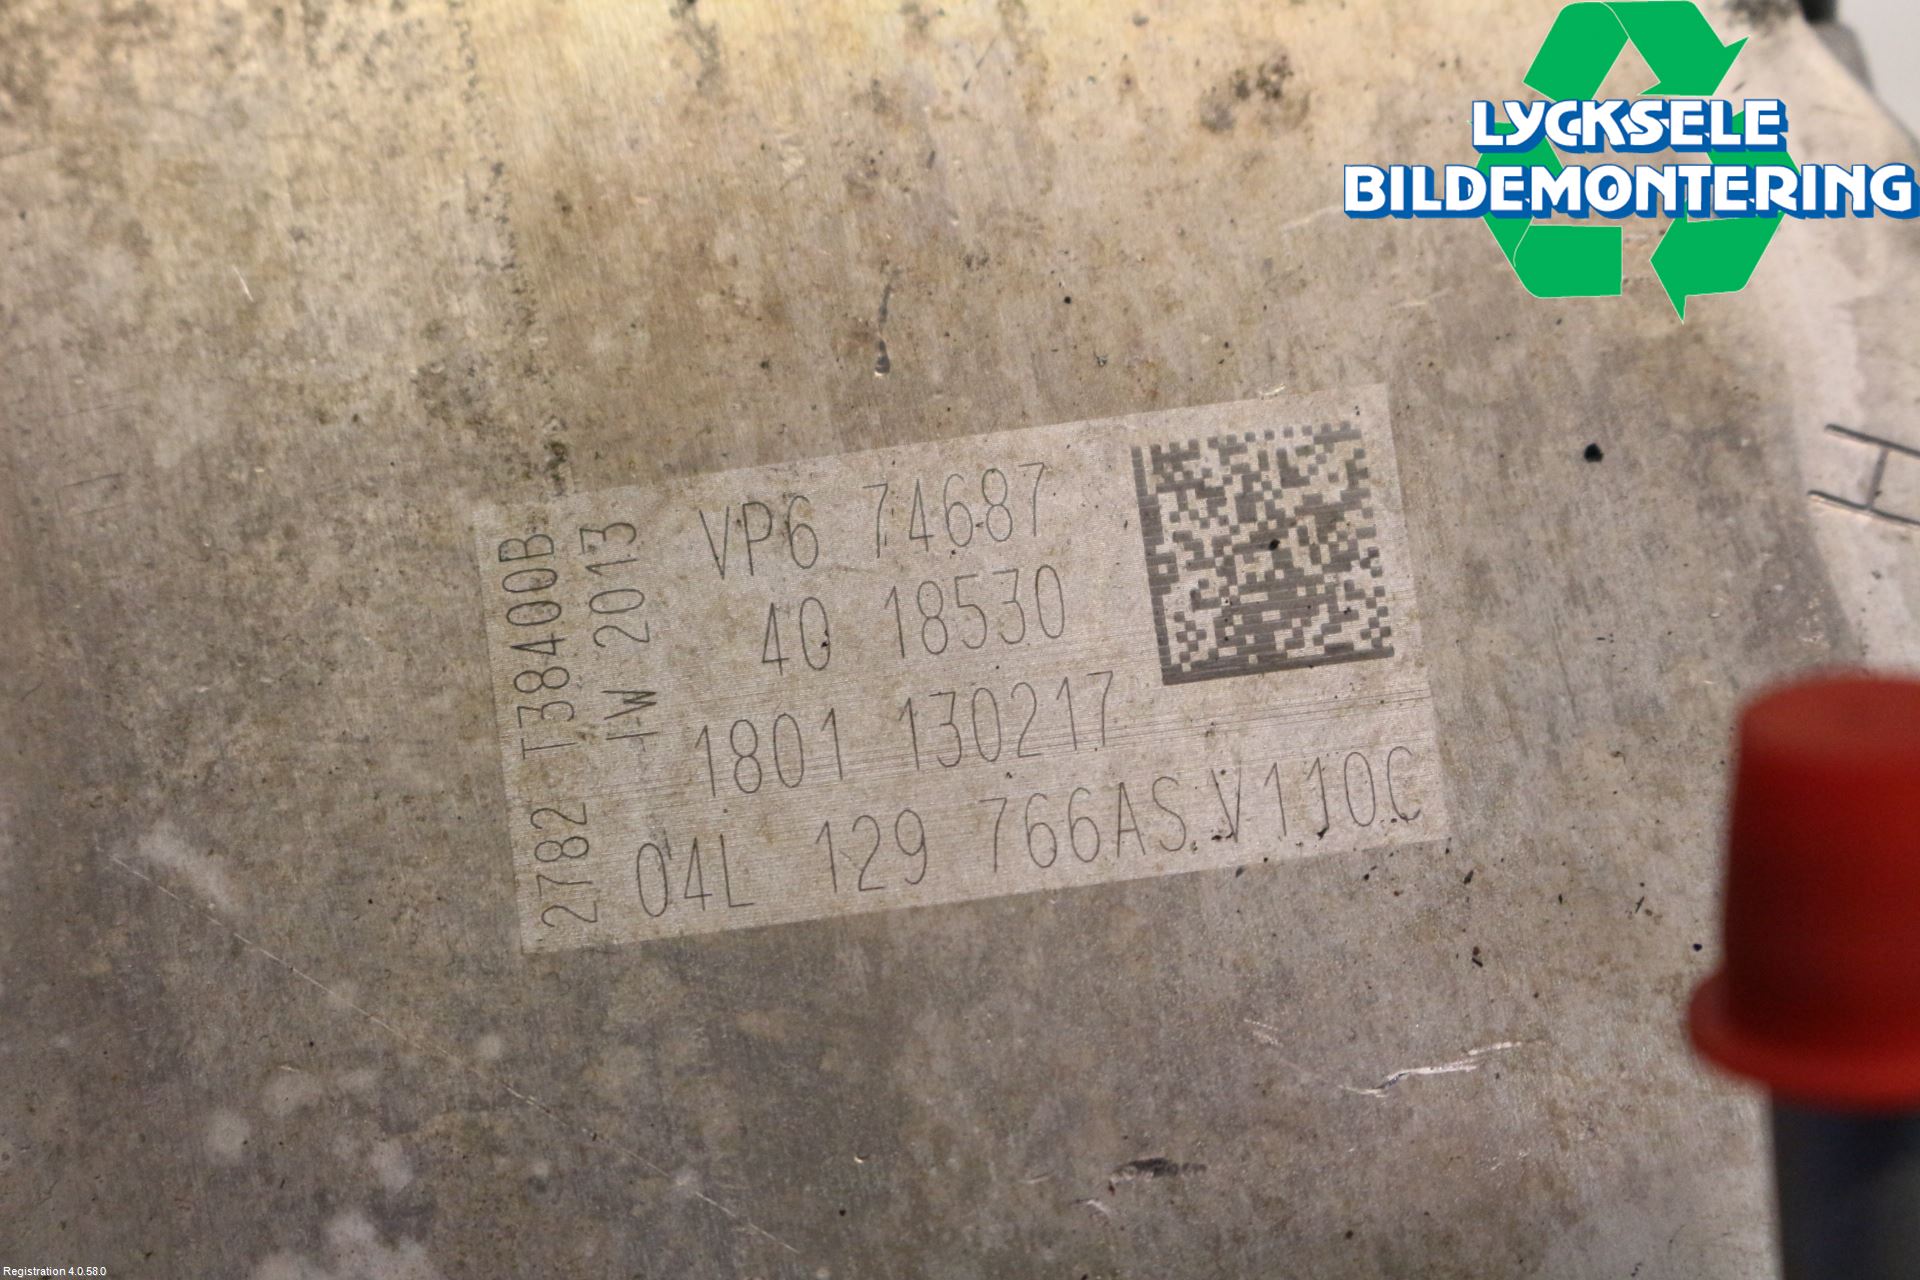 LYCKSELE
BILDEMONTERING
VP6 74687
40 18530
1801 130217
04L 129 766AS V110C
2782 T38400B
IW 2013
H
Registration 4.0.58.0